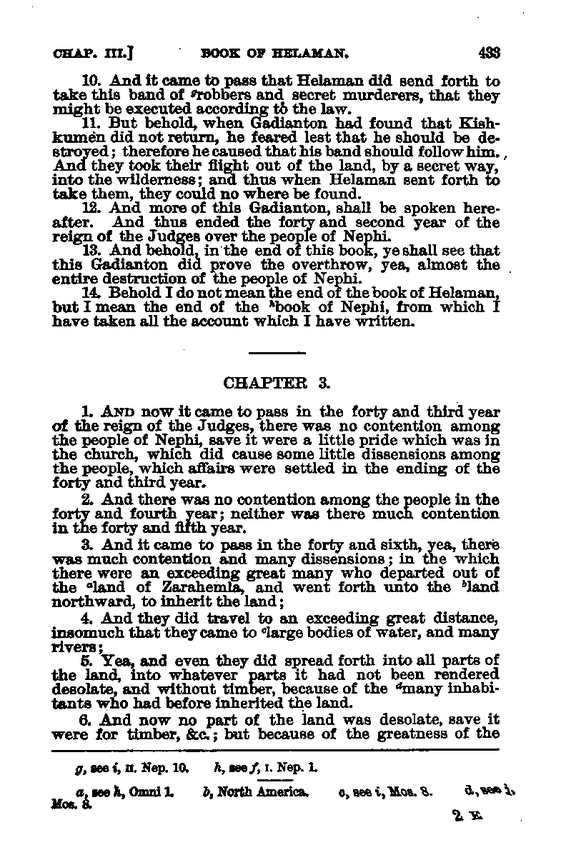 CHAP. III.] BOOK OF HELAMAN. 433
10. And it came to pass that Helaman did send forth to
take this band of grobbers and secret murderers, that they
might be executed according to the law.
11. But behold, when Gadianton had found that Kish-
kumen did not return, he feared lest that he should be de-
stroyed; therefore he caused that his band should follow him.
And they took their flight out of the land, by a secret way,
into the wilderness; and thus when Helaman sent forth to
take them, they could no where be found.
12. And more of this Gadianton, shall be spoken here-
after. And thus ended the forty and second year of the
reign of the Judges over the people of Nephi.
13. And behold, in the end of this book, ye shall see that
this Gadianton did prove the overthrow, yea, almost the
entire destruction of the people of Nephi.
14. Behold I do not mean the end of the book of Helaman,
but I mean the end of the hbook of Nephi, from which I
have taken all the account which I have written.
CHAPTER 3.
1. AND now it came to pass in the forty and third year
of the reign of the Judges, there was no contention among
the people of Nephi, save it were a little pride which was in
the church, which did cause some little dissensions among
the people, which affairs were settled in the ending of the
forty and third year.
2. And there was no contention among the people in the
forty and fourth year; neither was there much contention
in the forty and fifth year.
3. And it came to pass in the forty and sixth, yea, there
was much contention and many dissensions; in the which
there were an exceeding great many who departed out of
the aland of Zarahemla, and went forth unto the bland
northward, to inherit the land;
4. And they did travel to an exceeding great distance,
insomuch that they came to clarge bodies of water, and many
rivers;
5. Yea, and even they did spread forth into all parts of
the land, into whatever parts it had not been rendered
desolate, and without timber, because of the dmany inhabi-
tants who had before inherited the land.
6. And now no part of the land was desolate, save it
were for timber, &c.; but because of the greatness of the
g, see i, II. Nep. 10. h, see f, I. Nep. 1.
a, see h, Omni 1. b, North America. c, see i, Mos. 8. d, see i,
Mos. 8.
2 E